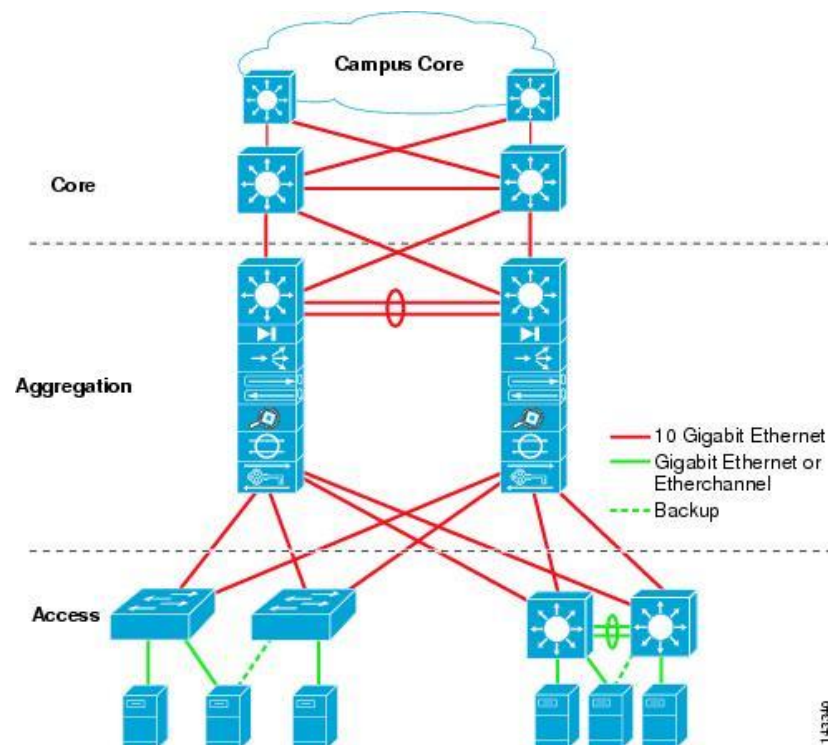 Campus Core
Core
Aggregation
10 Gigabit Ethernet
Gigabit Ethernet or
Etherchannel
Backup
Access